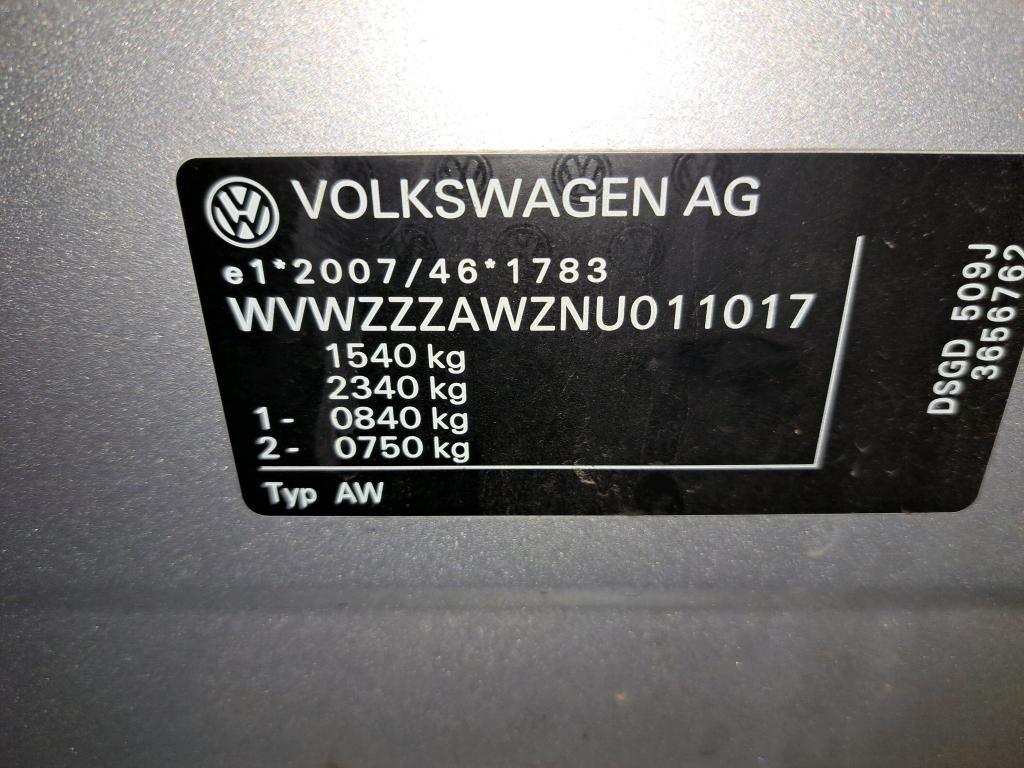 VOLKSWAGEN AG
e1*2007/46*1783
WVWZZZAWZNU011017
1540 kg
2340 kg
1- 0840 kg
2- 0750 kg
Typ AW
DSGD 509J
3656762